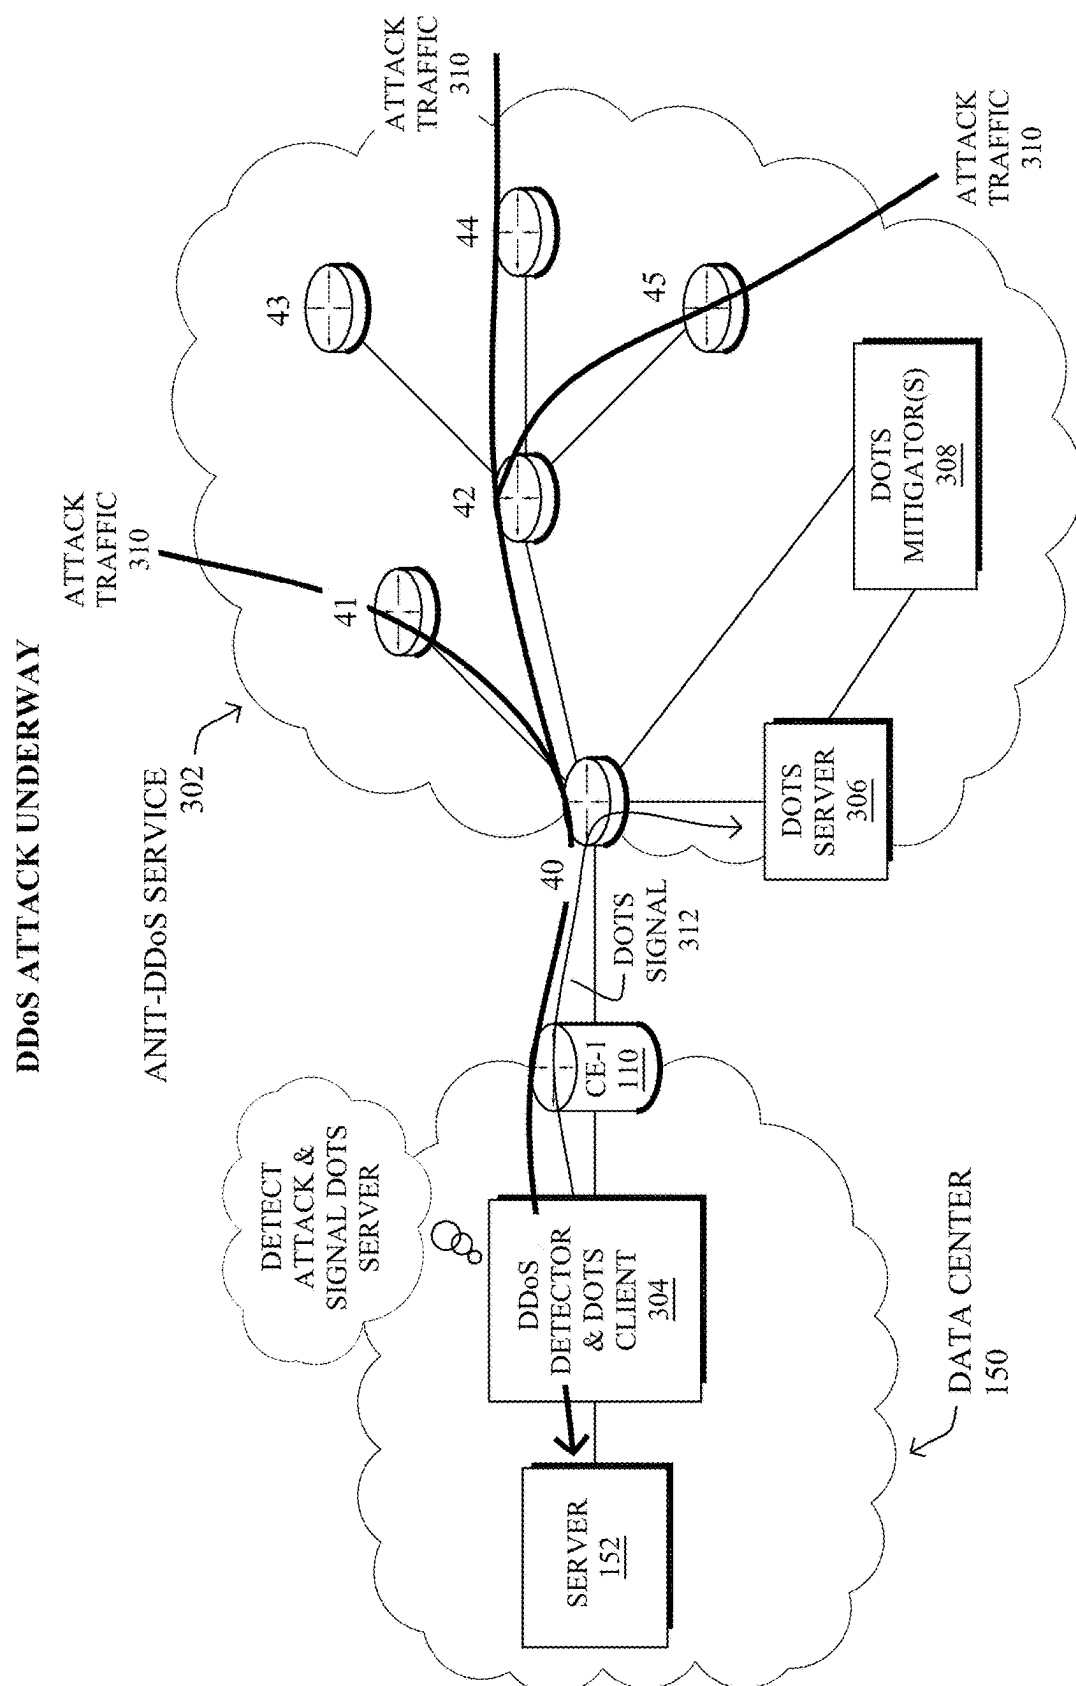 DDoS ATTACK UNDERWAY
ANIT-DDoS SERVICE
302
ATTACK
TRAFFIC
310
ATTACK
TRAFFIC
310
ATTACK
TRAFFIC
310
41
43
42
44
45
40
DETECT
ATTACK &
SIGNAL DOTS
SERVER
DDoS
DETECTOR
& DOTS
CLIENT
304
SERVER
152
CE-1
110
DOTS
SIGNAL
312
DOTS
SERVER
306
DOTS
MITIGATOR(S)
308
DATA CENTER
150